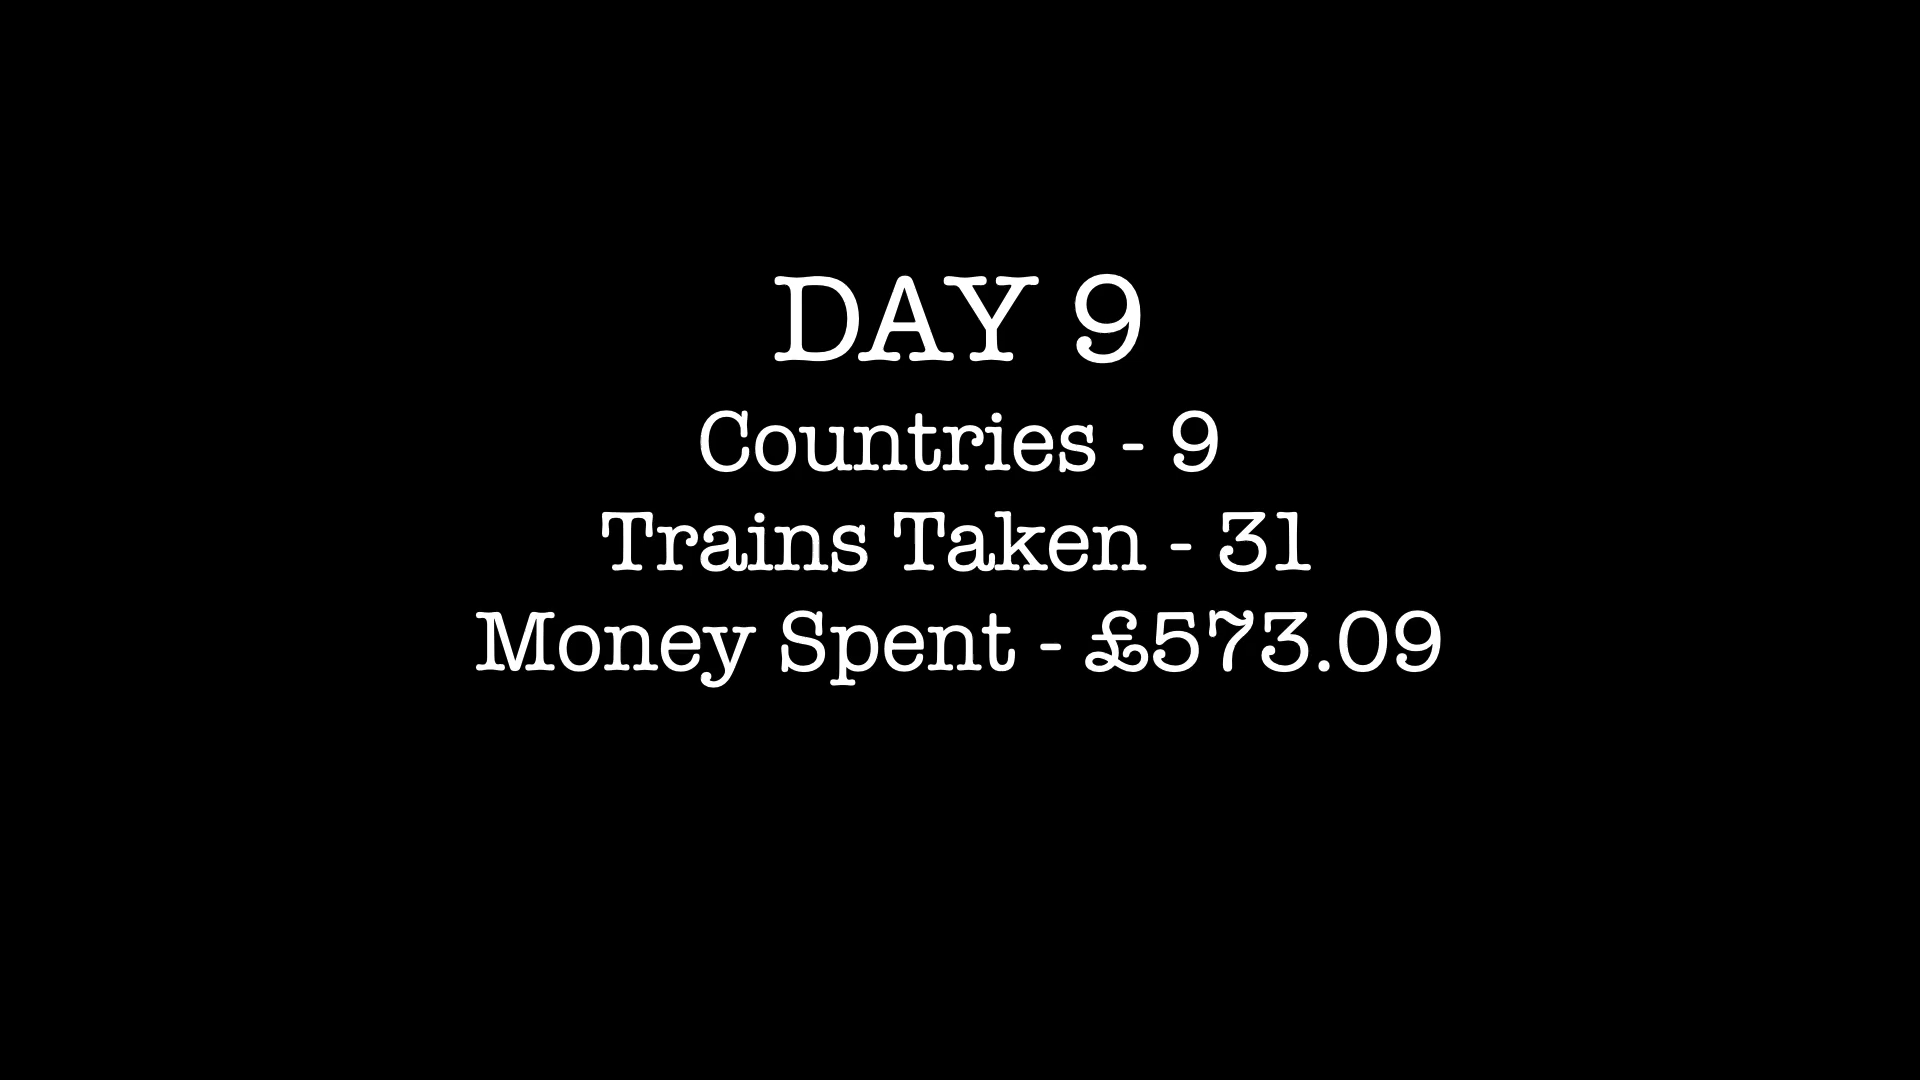 DAY 9
Countries - 9
Trains Taken - 31
Money Spent - £573.09